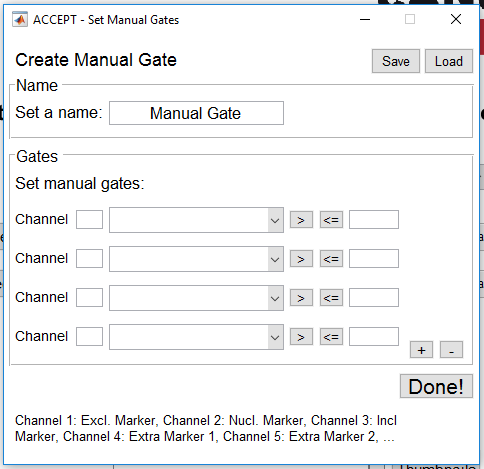 ACCEPT - Set Manual Gates
Create Manual Gate
Save
Load
Name
Set a name:
Manual Gate
Gates
Set manual gates:
Channel > <=
Channel > <=
Channel > <=
Channel > <=
+ -
Done!
Channel 1: Excl. Marker, Channel 2: Nucl. Marker, Channel 3: Incl
Marker, Channel 4: Extra Marker 1, Channel 5: Extra Marker 2, ...